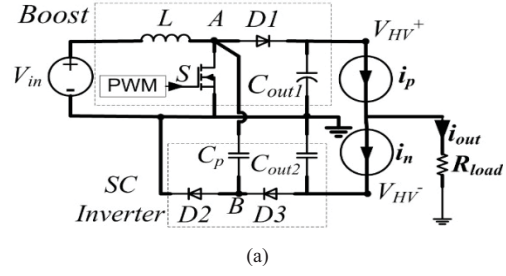 Boost
L
A
D1
V_HV^+
V_in
+
-
PWM
S
C_out1
i_p
i_out
C_p
C_out2
i_n
R_load
SC
Inverter
D2
B
D3
V_HV^-
(a)